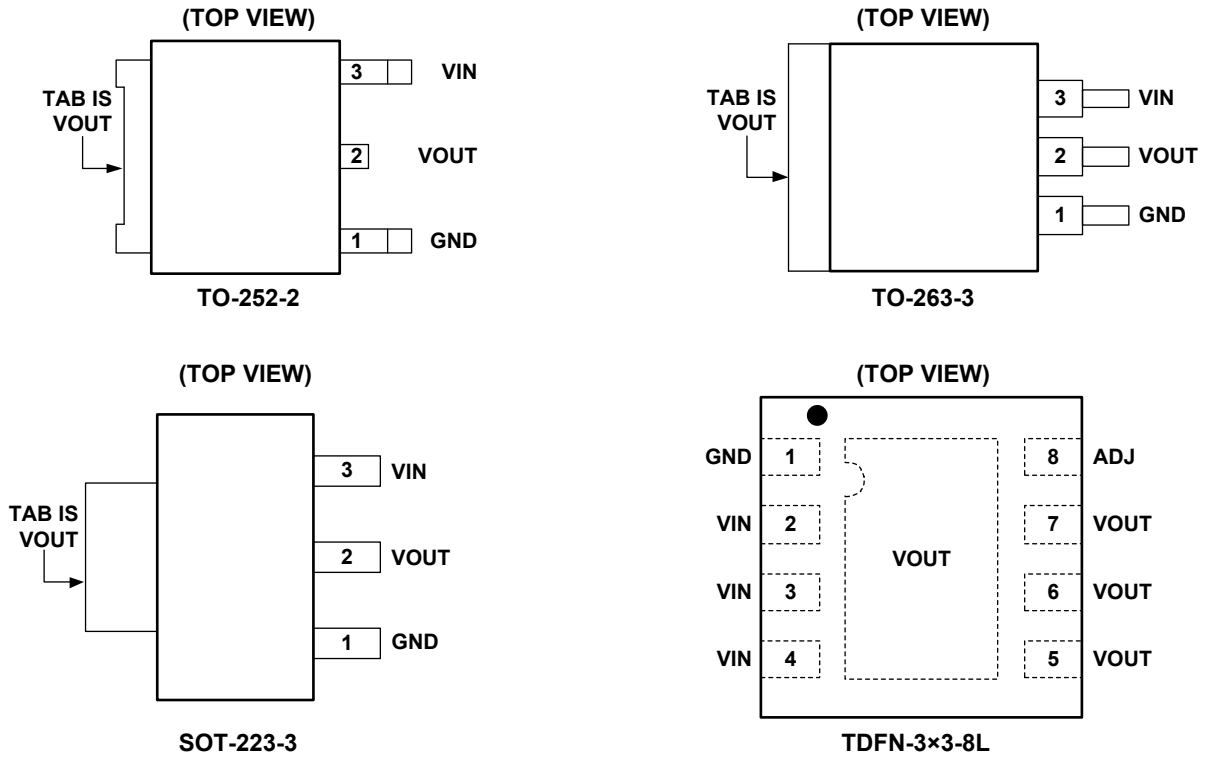 (TOP VIEW)
TAB IS
VOUT
3 VIN
2 VOUT
1 GND
TO-252-2
(TOP VIEW)
TAB IS
VOUT
3 VIN
2 VOUT
1 GND
TO-263-3
(TOP VIEW)
TAB IS
VOUT
3 VIN
2 VOUT
1 GND
SOT-223-3
(TOP VIEW)
GND 1 8 ADJ
VIN 2 7 VOUT
VOUT
VIN 3 6 VOUT
VIN 4 5 VOUT
TDFN-3×3-8L